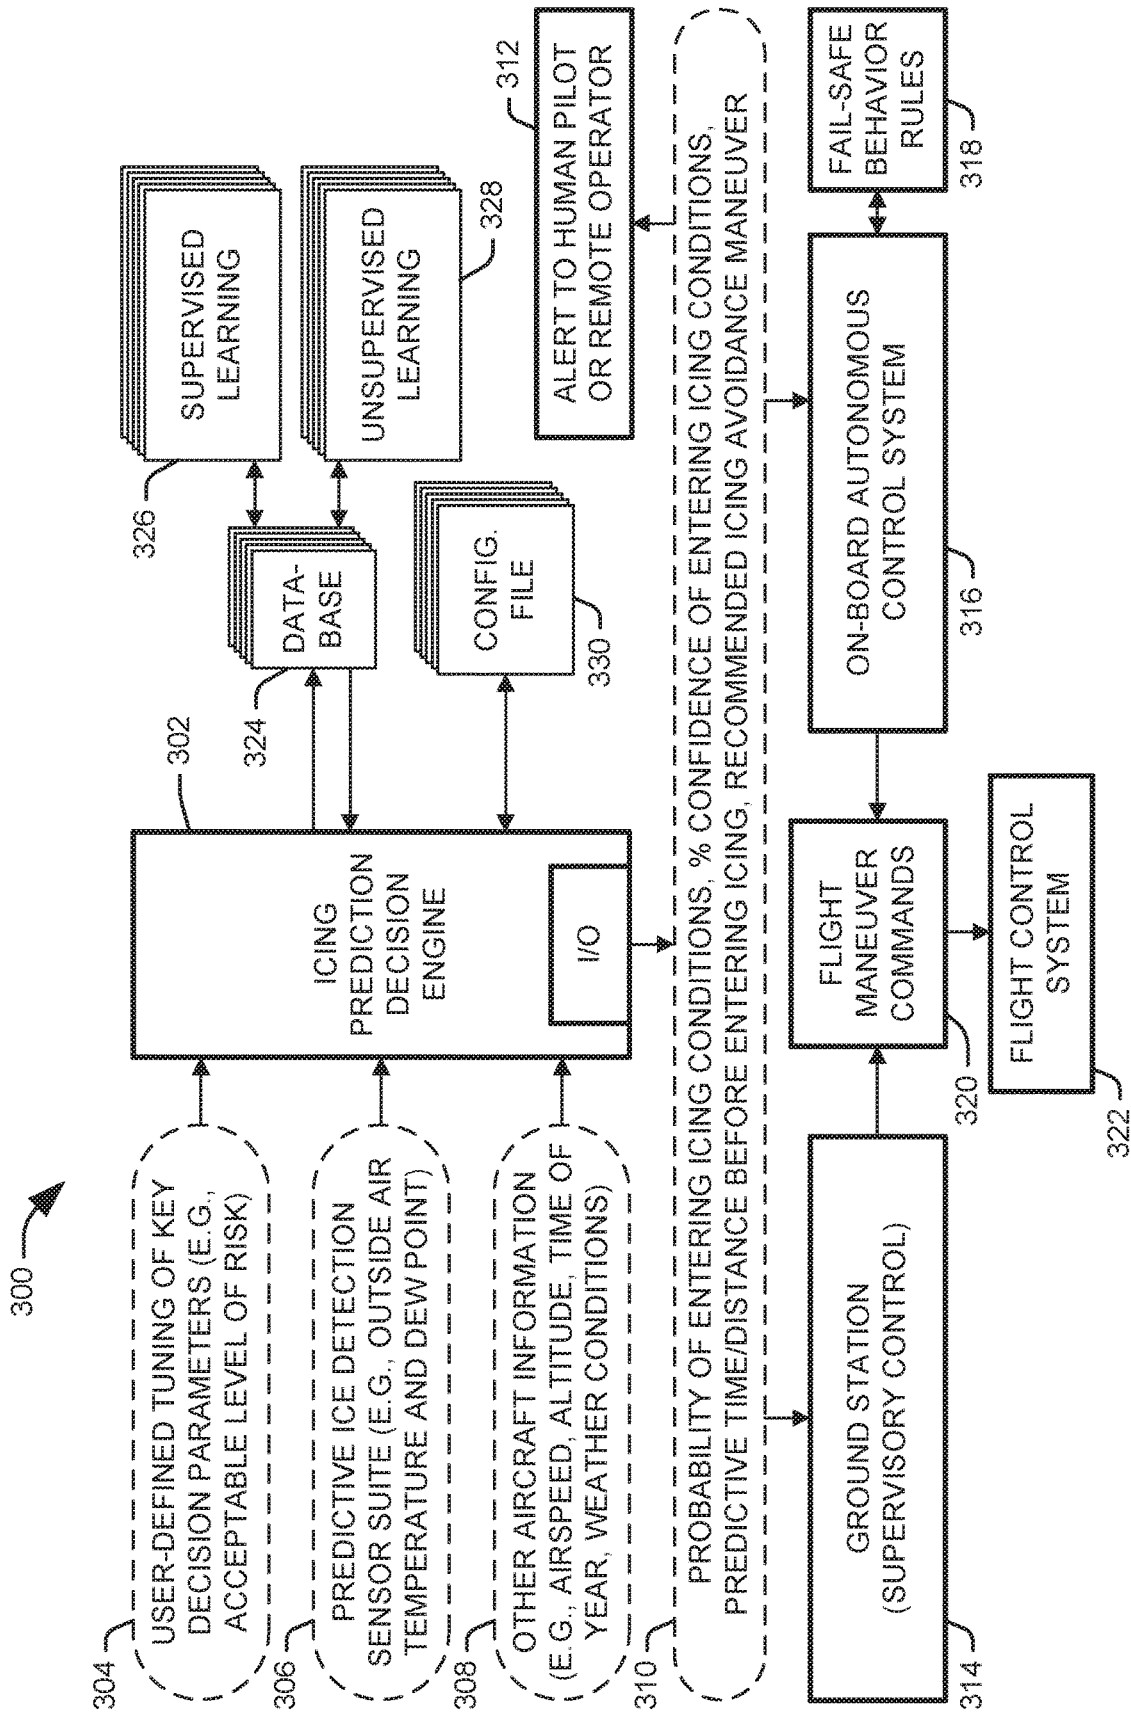 300
304
USER-DEFINED TUNING OF KEY
DECISION PARAMETERS (E.G.,
ACCEPTABLE LEVEL OF RISK)
306
PREDICTIVE ICE DETECTION
SENSOR SUITE (E.G., OUTSIDE AIR
TEMPERATURE AND DEW POINT)
308
OTHER AIRCRAFT INFORMATION
(E.G., AIRSPEED, ALTITUDE, TIME OF
YEAR, WEATHER CONDITIONS)
302
ICING
PREDICTION
DECISION
ENGINE
I/O
324
DATA-
BASE
326
SUPERVISED
LEARNING
UNSUPERVISED
LEARNING
328
CONFIG.
FILE
330
312
ALERT TO HUMAN PILOT
OR REMOTE OPERATOR
310
PROBABILITY OF ENTERING ICING CONDITIONS, % CONFIDENCE OF ENTERING ICING CONDITIONS,
PREDICTIVE TIME/DISTANCE BEFORE ENTERING ICING, RECOMMENDED ICING AVOIDANCE MANEUVER
GROUND STATION
(SUPERVISORY CONTROL)
314
FLIGHT
MANEUVER
COMMANDS
320
ON-BOARD AUTONOMOUS
CONTROL SYSTEM
316
FAIL-SAFE
BEHAVIOR
RULES
318
FLIGHT CONTROL
SYSTEM
322